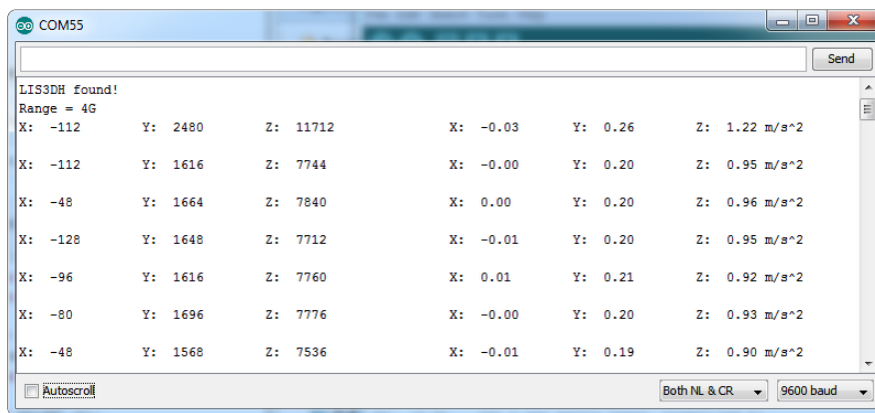 COM55
Send
LIS3DH found!
Range = 4G
X: -112 Y: 2480 Z: 11712 X: -0.03 Y: 0.26 Z: 1.22 m/s^2
X: -112 Y: 1616 Z: 7744 X: -0.00 Y: 0.20 Z: 0.95 m/s^2
X: -48 Y: 1664 Z: 7840 X: 0.00 Y: 0.20 Z: 0.96 m/s^2
X: -128 Y: 1648 Z: 7712 X: -0.01 Y: 0.20 Z: 0.95 m/s^2
X: -96 Y: 1616 Z: 7760 X: 0.01 Y: 0.21 Z: 0.92 m/s^2
X: -80 Y: 1696 Z: 7776 X: -0.00 Y: 0.20 Z: 0.93 m/s^2
X: -48 Y: 1568 Z: 7536 X: -0.01 Y: 0.19 Z: 0.90 m/s^2
Autoscroll Both NL & CR 9600 baud